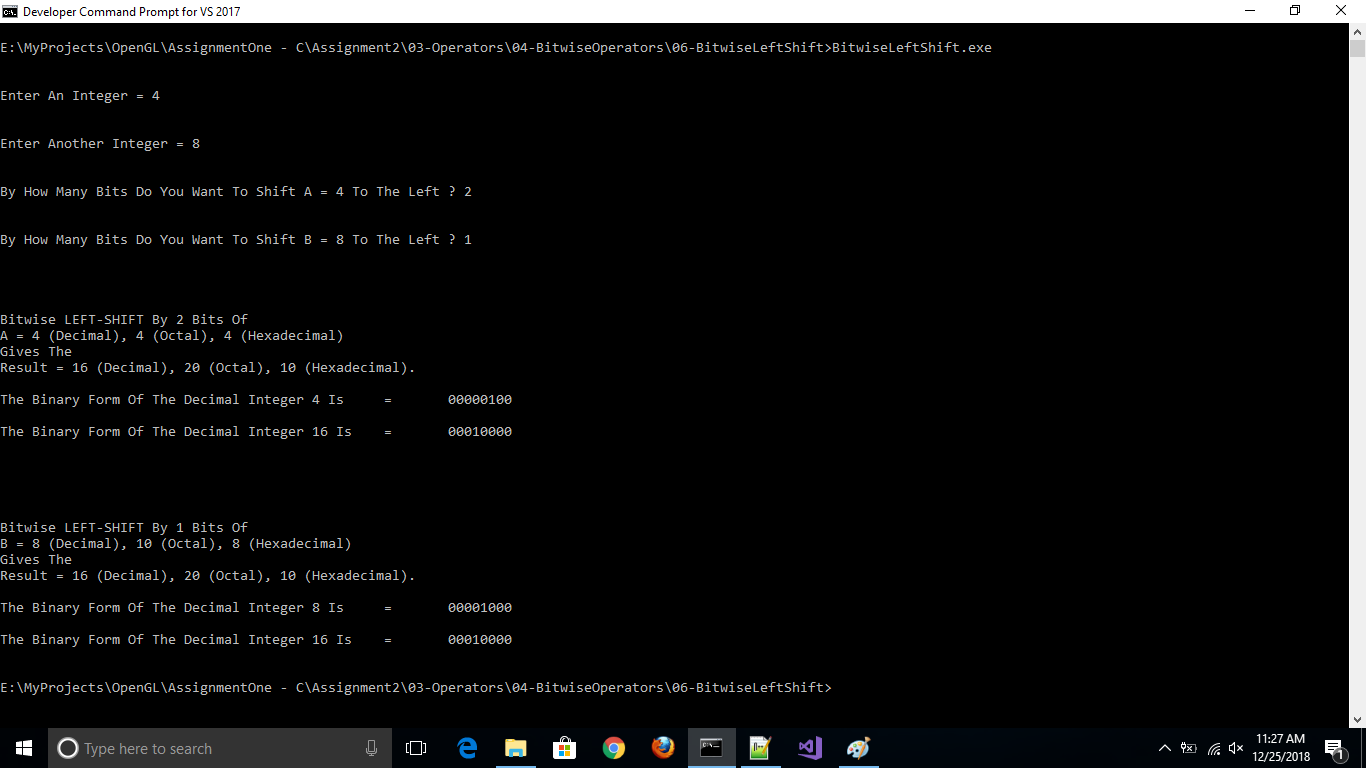 Developer Command Prompt for VS 2017
E:\MyProjects\OpenGL\AssignmentOne - C\Assignment2\03-Operators\04-BitwiseOperators\06-BitwiseLeftShift>BitwiseLeftShift.exe
Enter An Integer = 4
Enter Another Integer = 8
By How Many Bits Do You Want To Shift A = 4 To The Left ? 2
By How Many Bits Do You Want To Shift B = 8 To The Left ? 1
Bitwise LEFT-SHIFT By 2 Bits Of
A = 4 (Decimal), 4 (Octal), 4 (Hexadecimal)
Gives The
Result = 16 (Decimal), 20 (Octal), 10 (Hexadecimal).
The Binary Form Of The Decimal Integer 4 Is     =       00000100
The Binary Form Of The Decimal Integer 16 Is    =       00010000
Bitwise LEFT-SHIFT By 1 Bits Of
B = 8 (Decimal), 10 (Octal), 8 (Hexadecimal)
Gives The
Result = 16 (Decimal), 20 (Octal), 10 (Hexadecimal).
The Binary Form Of The Decimal Integer 8 Is     =       00001000
The Binary Form Of The Decimal Integer 16 Is    =       00010000
E:\MyProjects\OpenGL\AssignmentOne - C\Assignment2\03-Operators\04-BitwiseOperators\06-BitwiseLeftShift>
Type here to search
11:27 AM
12/25/2018
1